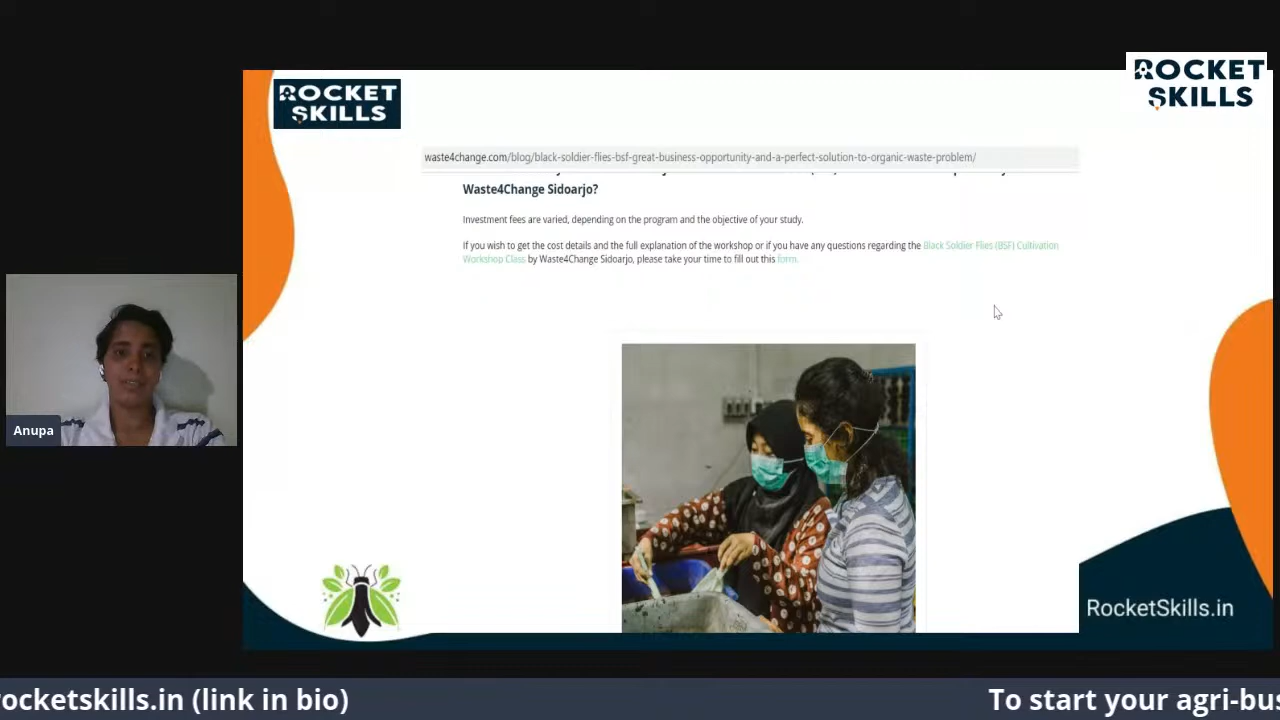 ROCKET
SKILLS
ROCKET
SKILLS
waste4change.com/blog/black-soldier-flies-bsf-great-business-opportunity-and-a-perfect-solution-to-organic-waste-problem/
Waste4Change Sidoarjo?
Investment fees are varied, depending on the program and the objective of your study.
If you wish to get the cost details and the full explanation of the workshop or if you have any questions regarding the Black Soldier Flies (BSF) Cultivation
Workshop Class by Waste4Change Sidoarjo, please take your time to fill out this form.
Anupa
RocketSkills.in
rocketskills.in (link in bio)
To start your agri-bus